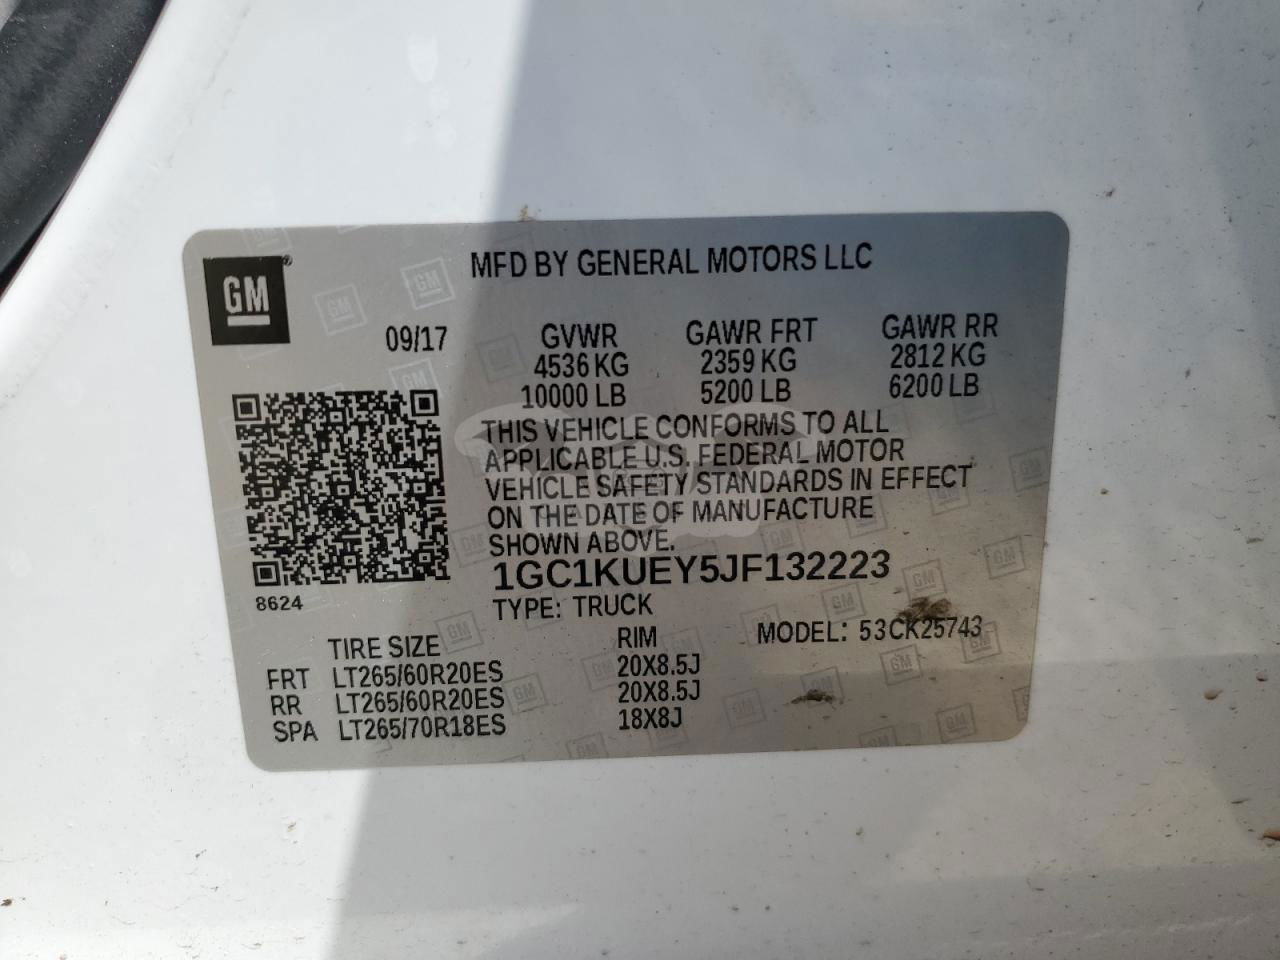 GM
MFD BY GENERAL MOTORS LLC
09/17 GVWR GAWR FRT GAWR RR
4536 KG 2359 KG 2812 KG
10000 LB 5200 LB 6200 LB
THIS VEHICLE CONFORMS TO ALL
APPLICABLE U.S. FEDERAL MOTOR
VEHICLE SAFETY STANDARDS IN EFFECT
ON THE DATE OF MANUFACTURE
SHOWN ABOVE.
1GC1KUEY5JF132223
8624
TYPE: TRUCK
MODEL: 53CK25743
TIRE SIZE RIM
FRT LT265/60R20ES 20X8.5J
RR LT265/60R20ES 20X8.5J
SPA LT265/70R18ES 18X8J